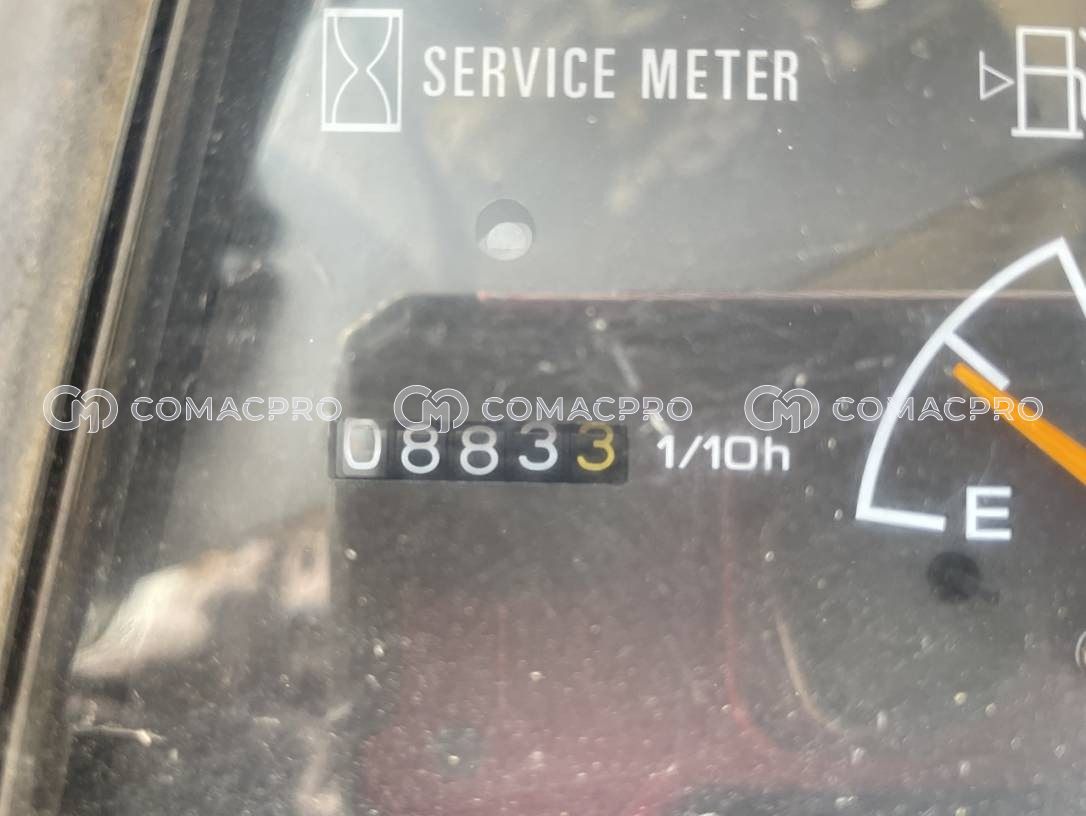 SERVICE METER
COMACPRO COMACPRO COMACPRO
08833 1/10h
E